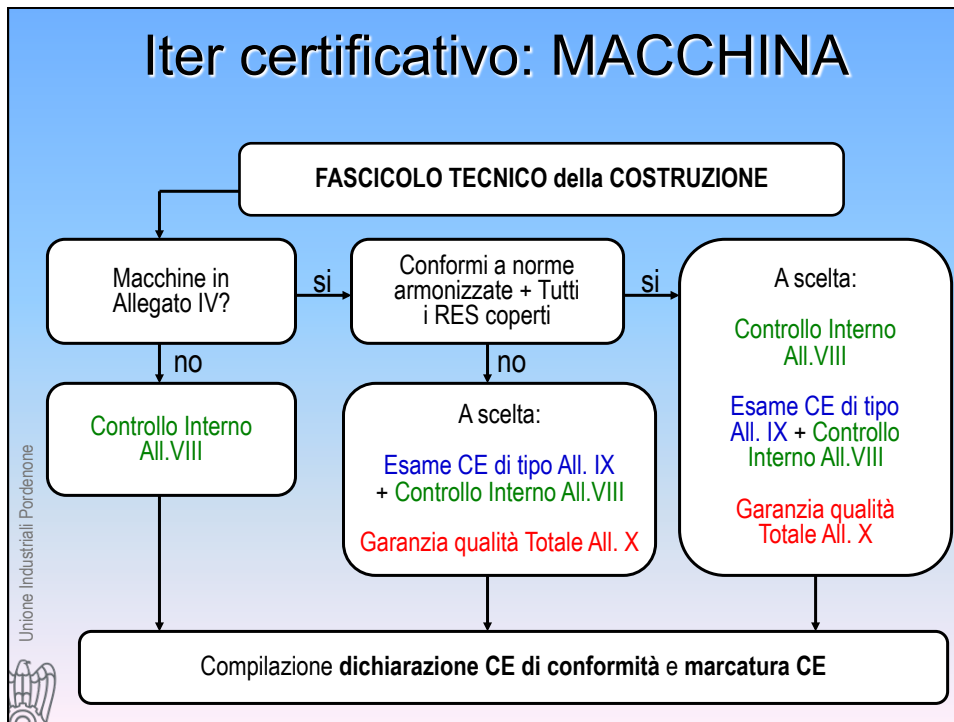 Iter certificativo: MACCHINA
FASCICOLO TECNICO della COSTRUZIONE
Macchine in
Allegato IV?
si
Conformi a norme
armonizzate + Tutti
i RES coperti
si
A scelta:
Controllo Interno
All.VIII
Esame CE di tipo
All. IX + Controllo
Interno All.VIII
Garanzia qualità
Totale All. X
no
Controllo Interno
All.VIII
no
A scelta:
Esame CE di tipo All. IX
+ Controllo Interno All.VIII
Garanzia qualità Totale All. X
Compilazione dichiarazione CE di conformità e marcatura CE
Unione Industriali Pordenone